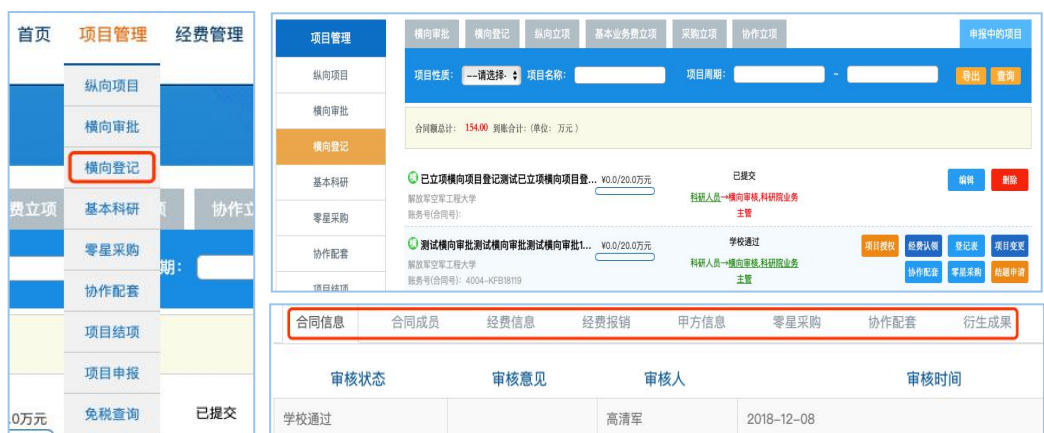 首页 项目管理 经费管理
纵向项目
横向审批
横向登记
费立项 基本科研 协作立
零星采购 期：
协作配套
项目结项
项目申报
.0万元 免税查询 已提交
项目管理 横向审批 横向登记 纵向立项 基本业务费立项 采购立项 协作立项 申报中的项目
纵向项目 项目性质： ---请选择- 项目名称： 项目周期： - 导出 查询
横向审批
合同额总计： 154.00 到账合计：（单位：万元）
横向登记
基本科研 已立项横向项目登记测试已立项横向项目登... ¥0.0/20.0万元 已提交 编辑 删除
解放军空军工程大学 科研人员→横向审核,科研院业务
零星采购 账务号(合同号)： 主管
协作配套 测试横向审批测试横向审批测试横向审批1... ¥0.0/20.0万元 学校通过 项目授权 经费认领 登记表 项目变更
解放军空军工程大学 科研人员→横向审核,科研院业务 协作配套 零星采购 结题申请
项目结项 账务号(合同号)： 4004-KFB18119 主管
合同信息 合同成员 经费信息 经费报销 甲方信息 零星采购 协作配套 衍生成果
审核状态 审核意见 审核人 审核时间
学校通过 高清军 2018-12-08